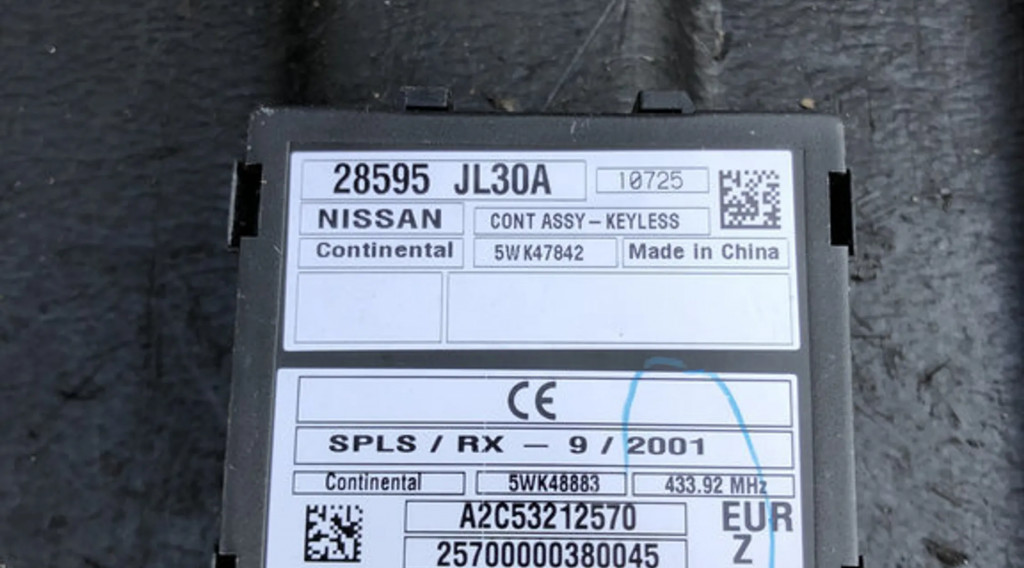 28595 JL30A 10725
NISSAN CONT ASSY – KEYLESS
Continental 5WK47842 Made in China
CE
SPLS / RX – 9 / 2001
Continental 5WK48883 433.92 MHz
A2C53212570 EUR
25700000380045 Z